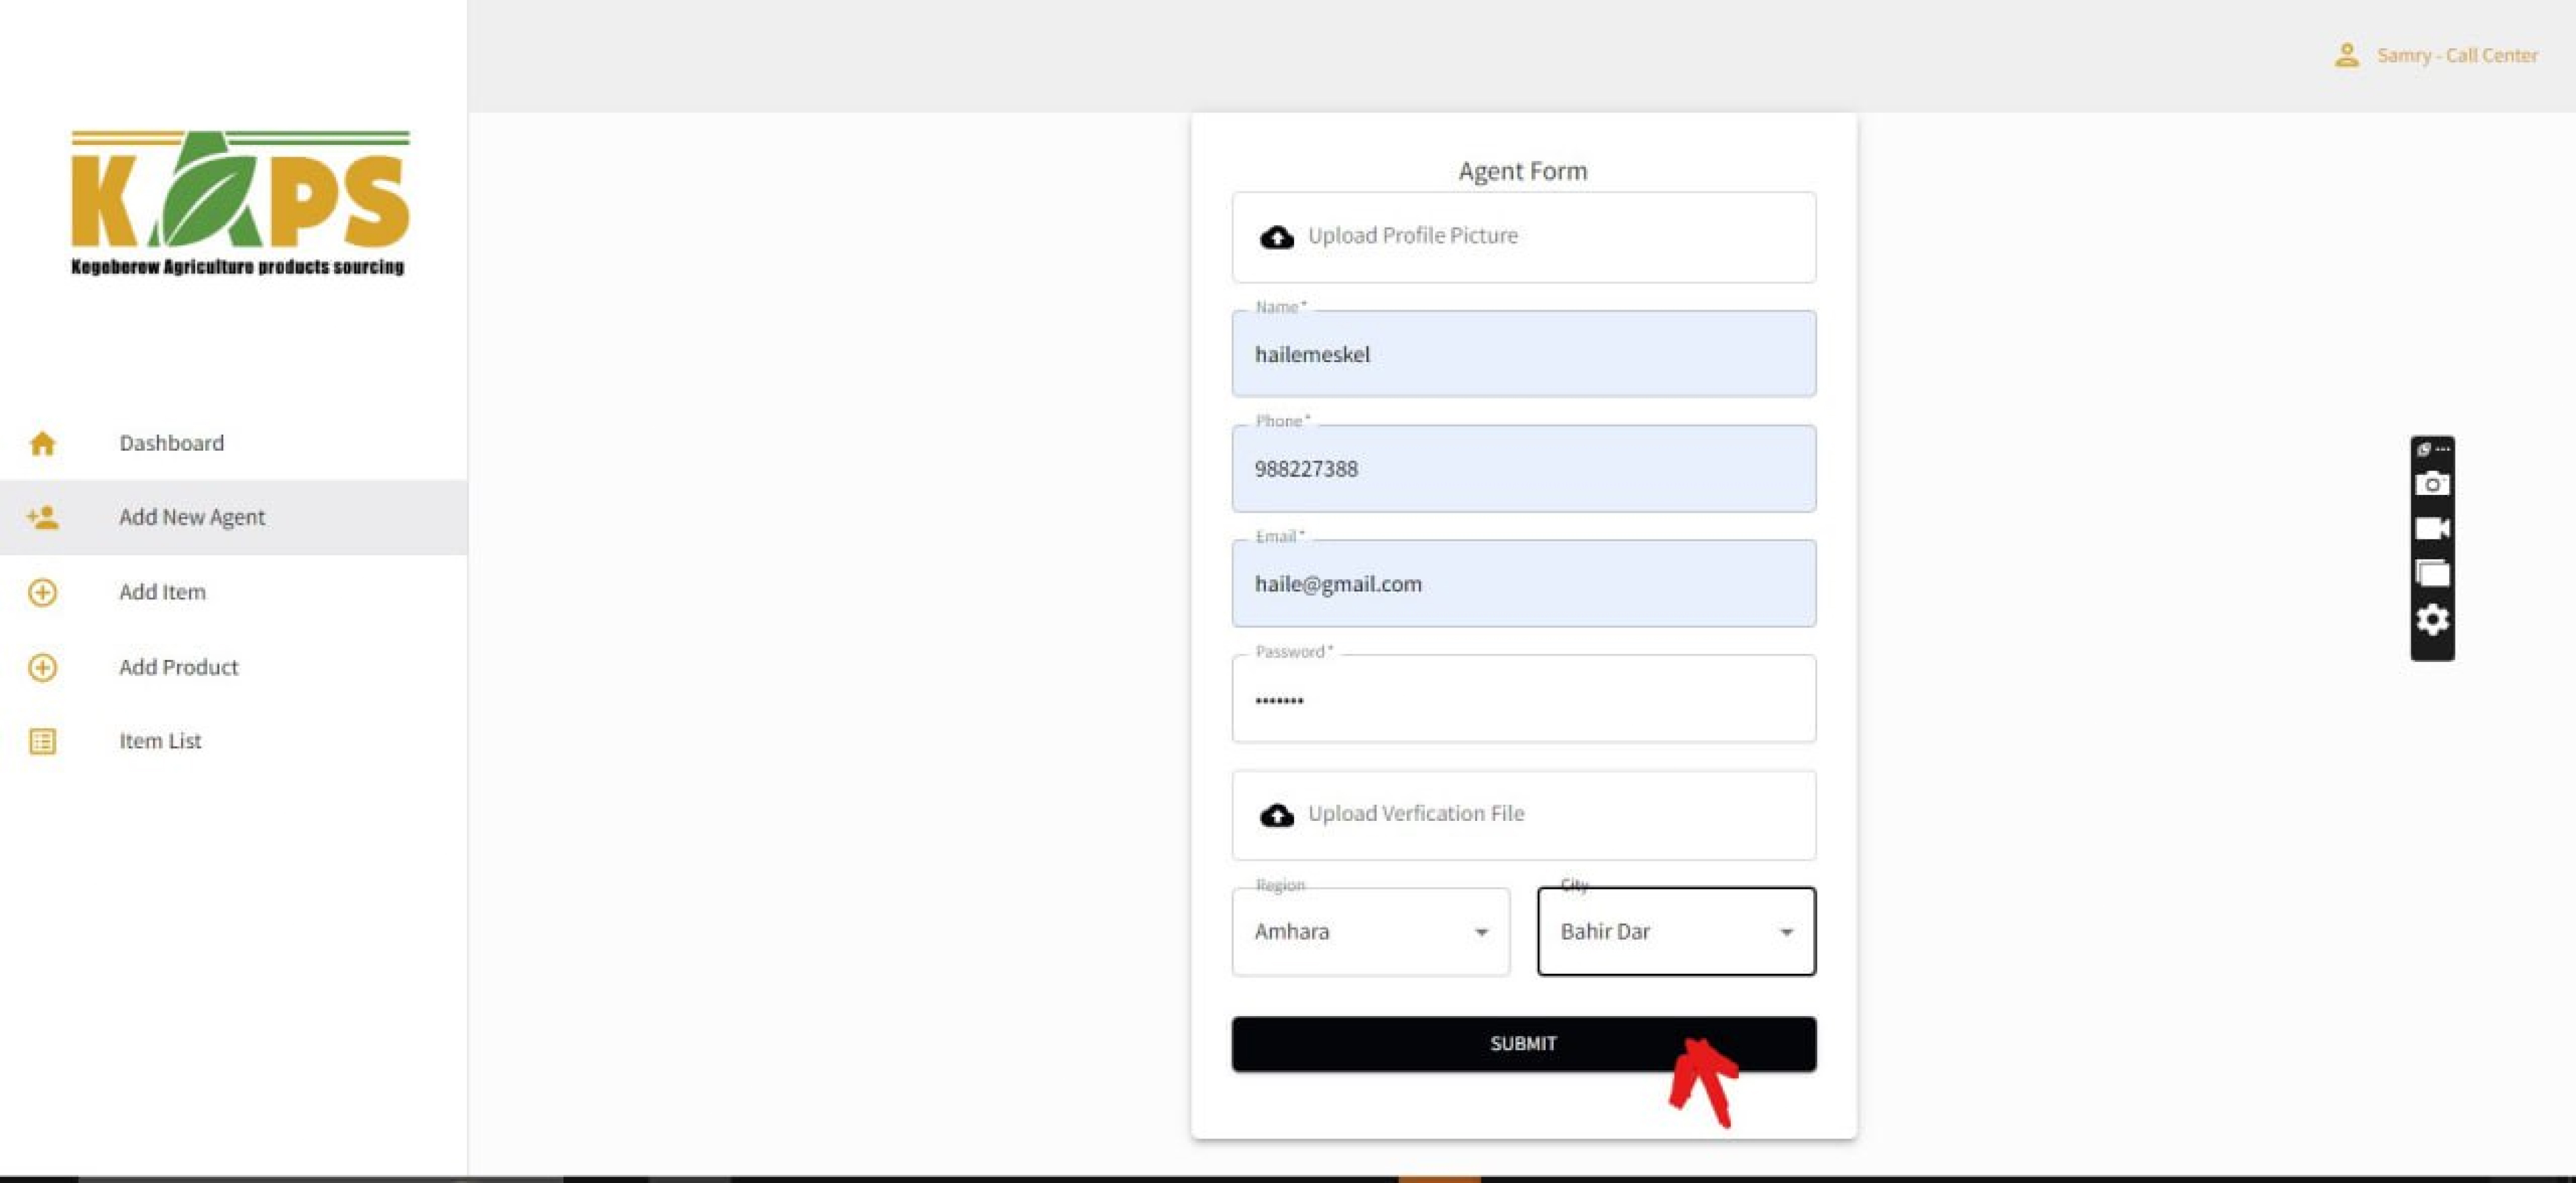 Samry - Call Center
KAPS
Kegeberew Agriculture products sourcing
Dashboard
Add New Agent
Add Item
Add Product
Item List
Agent Form
Upload Profile Picture
Name*
hailemeskel
Phone*
988227388
Email*
haile@gmail.com
Password*
•••••••
Upload Verfication File
Region
Amhara
City
Bahir Dar
SUBMIT